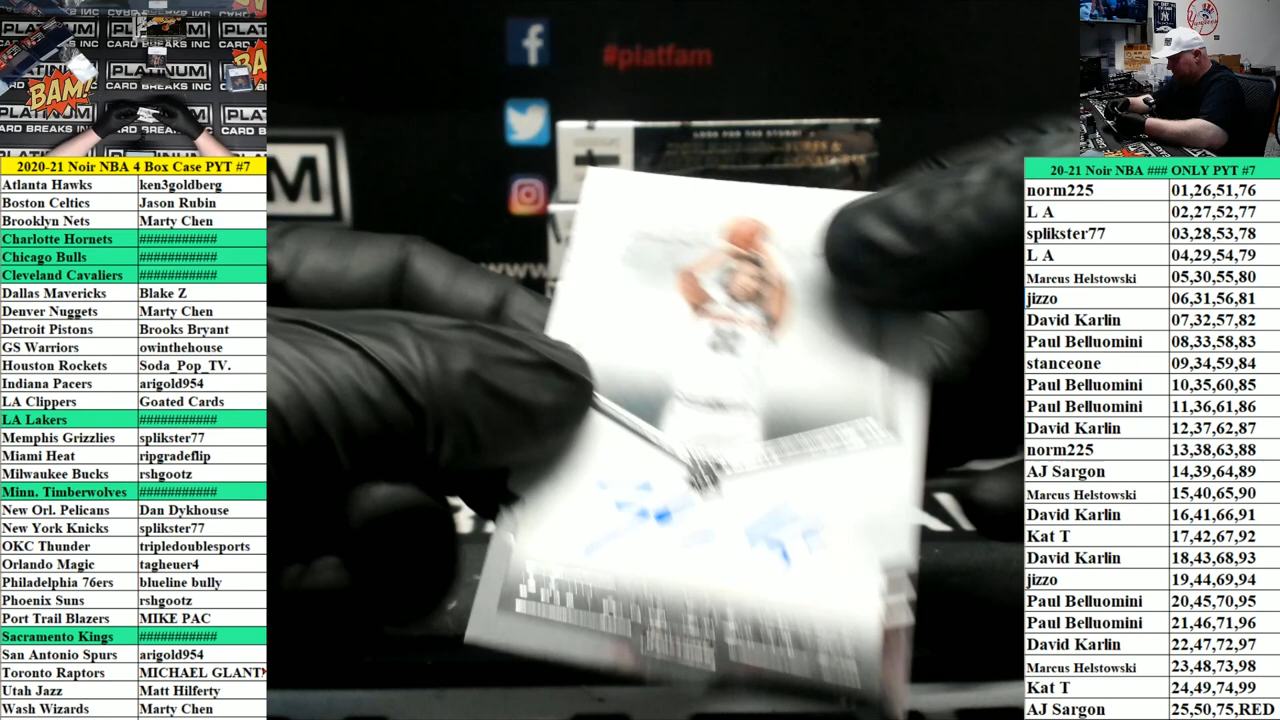 PLATINUM
CARD BREAKS INC
BAM!
#platfam
2020-21 Noir NBA 4 Box Case PYT #7
Atlanta Hawks ken3goldberg
Boston Celtics Jason Rubin
Brooklyn Nets Marty Chen
Charlotte Hornets ###########
Chicago Bulls ###########
Cleveland Cavaliers ###########
Dallas Mavericks Blake Z
Denver Nuggets Marty Chen
Detroit Pistons Brooks Bryant
GS Warriors owinthehouse
Houston Rockets Soda_Pop_TV.
Indiana Pacers arigold954
LA Clippers Goated Cards
LA Lakers ###########
Memphis Grizzlies splikster77
Miami Heat ripgradeflip
Milwaukee Bucks rshgootz
Minn. Timberwolves ###########
New Orl. Pelicans Dan Dykhouse
New York Knicks splikster77
OKC Thunder tripledoublesports
Orlando Magic tagheuer4
Philadelphia 76ers blueline bully
Phoenix Suns rshgootz
Port Trail Blazers MIKE PAC
Sacramento Kings ###########
San Antonio Spurs arigold954
Toronto Raptors MICHAEL GLANT
Utah Jazz Matt Hilferty
Wash Wizards Marty Chen
20-21 Noir NBA ### ONLY PYT #7
norm225 01,26,51,76
L A 02,27,52,77
splikster77 03,28,53,78
L A 04,29,54,79
Marcus Helstowski 05,30,55,80
jizzo 06,31,56,81
David Karlin 07,32,57,82
Paul Belluomini 08,33,58,83
stanceone 09,34,59,84
Paul Belluomini 10,35,60,85
Paul Belluomini 11,36,61,86
David Karlin 12,37,62,87
norm225 13,38,63,88
AJ Sargon 14,39,64,89
Marcus Helstowski 15,40,65,90
David Karlin 16,41,66,91
Kat T 17,42,67,92
David Karlin 18,43,68,93
jizzo 19,44,69,94
Paul Belluomini 20,45,70,95
Paul Belluomini 21,46,71,96
David Karlin 22,47,72,97
Marcus Helstowski 23,48,73,98
Kat T 24,49,74,99
AJ Sargon 25,50,75,RED